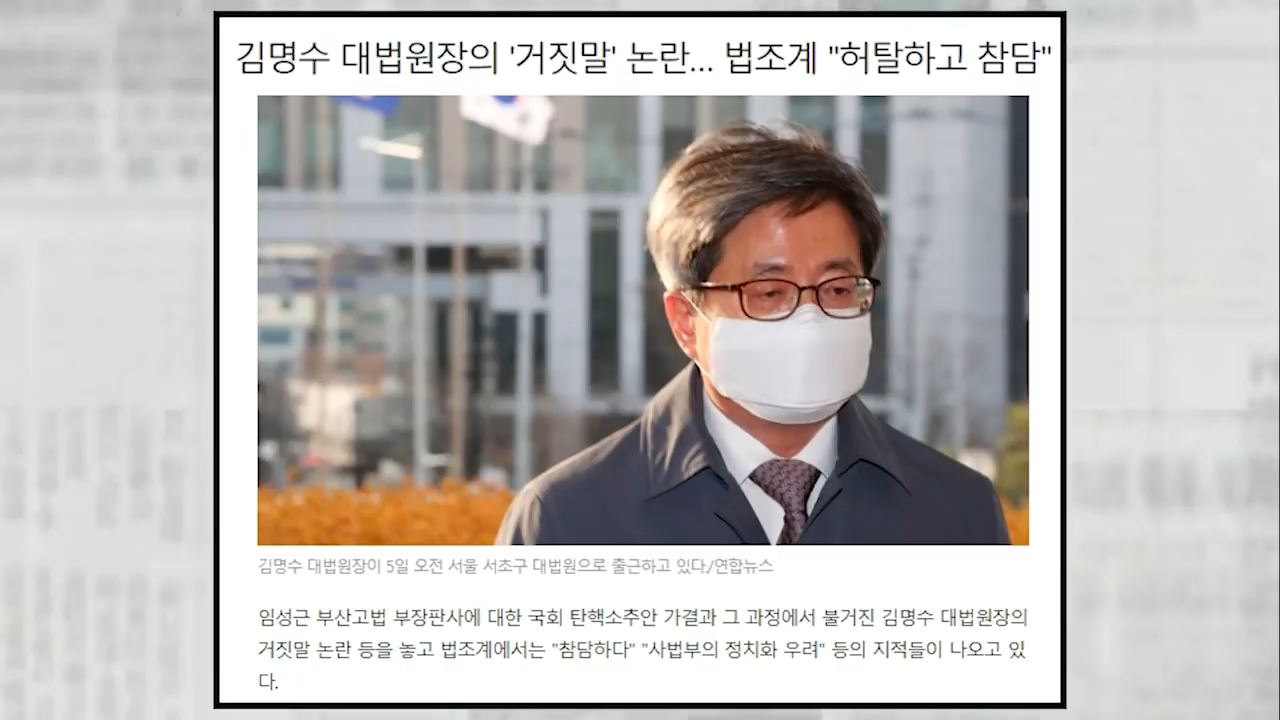 김명수 대법원장의 '거짓말' 논란... 법조계 "허탈하고 참담"
김명수 대법원장이 5일 오전 서울 서초구 대법원으로 출근하고 있다./연합뉴스
임성근 부산고법 부장판사에 대한 국회 탄핵소추안 가결과 그 과정에서 불거진 김명수 대법원장의
거짓말 논란 등을 놓고 법조계에서는 "참담하다" "사법부의 정치화 우려" 등의 지적들이 나오고 있
다.